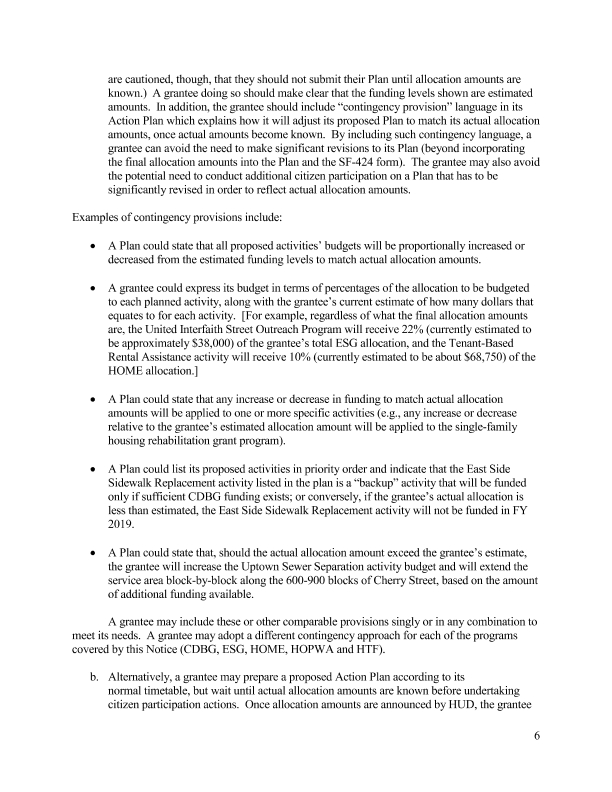 are cautioned, though, that they should not submit their Plan until allocation amounts are
known.)  A grantee doing so should make clear that the funding levels shown are estimated
amounts.  In addition, the grantee should include “contingency provision” language in its
Action Plan which explains how it will adjust its proposed Plan to match its actual allocation
amounts, once actual amounts become known.  By including such contingency language, a
grantee can avoid the need to make significant revisions to its Plan (beyond incorporating
the final allocation amounts into the Plan and the SF-424 form).  The grantee may also avoid
the potential need to conduct additional citizen participation on a Plan that has to be
significantly revised in order to reflect actual allocation amounts.
Examples of contingency provisions include:
• A Plan could state that all proposed activities’ budgets will be proportionally increased or
decreased from the estimated funding levels to match actual allocation amounts.
• A grantee could express its budget in terms of percentages of the allocation to be budgeted
to each planned activity, along with the grantee’s current estimate of how many dollars that
equates to for each activity.  [For example, regardless of what the final allocation amounts
are, the United Interfaith Street Outreach Program will receive 22% (currently estimated to
be approximately $38,000) of the grantee’s total ESG allocation, and the Tenant-Based
Rental Assistance activity will receive 10% (currently estimated to be about $68,750) of the
HOME allocation.]
• A Plan could state that any increase or decrease in funding to match actual allocation
amounts will be applied to one or more specific activities (e.g., any increase or decrease
relative to the grantee’s estimated allocation amount will be applied to the single-family
housing rehabilitation grant program).
• A Plan could list its proposed activities in priority order and indicate that the East Side
Sidewalk Replacement activity listed in the plan is a “backup” activity that will be funded
only if sufficient CDBG funding exists; or conversely, if the grantee’s actual allocation is
less than estimated, the East Side Sidewalk Replacement activity will not be funded in FY
2019.
• A Plan could state that, should the actual allocation amount exceed the grantee’s estimate,
the grantee will increase the Uptown Sewer Separation activity budget and will extend the
service area block-by-block along the 600-900 blocks of Cherry Street, based on the amount
of additional funding available.
A grantee may include these or other comparable provisions singly or in any combination to
meet its needs.  A grantee may adopt a different contingency approach for each of the programs
covered by this Notice (CDBG, ESG, HOME, HOPWA and HTF).
b. Alternatively, a grantee may prepare a proposed Action Plan according to its
normal timetable, but wait until actual allocation amounts are known before undertaking
citizen participation actions.  Once allocation amounts are announced by HUD, the grantee
6